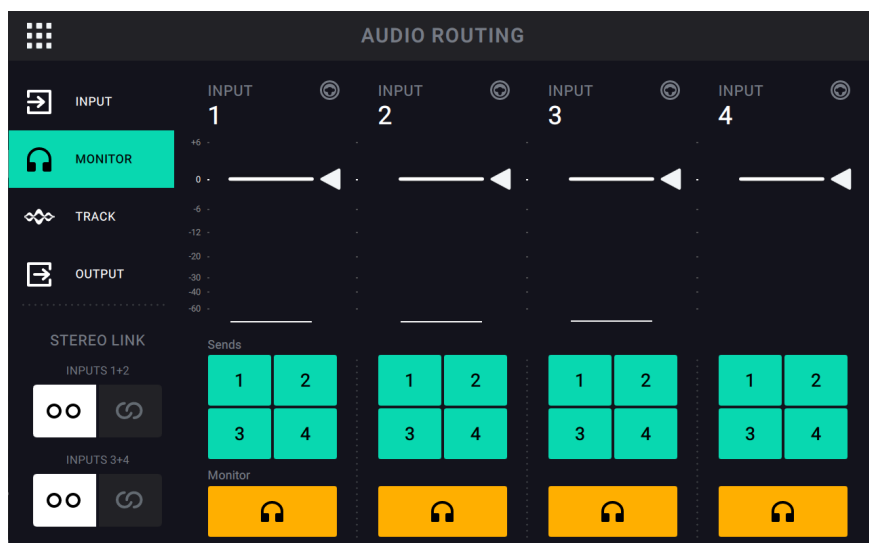 AUDIO ROUTING
INPUT
MONITOR
TRACK
OUTPUT
STEREO LINK
INPUTS 1+2
INPUTS 3+4
INPUT INPUT INPUT INPUT
1 2 3 4
+6
0
-6
-12
-20
-30
-40
-60
Sends
1 2 1 2 1 2 1 2
3 4 3 4 3 4 3 4
Monitor